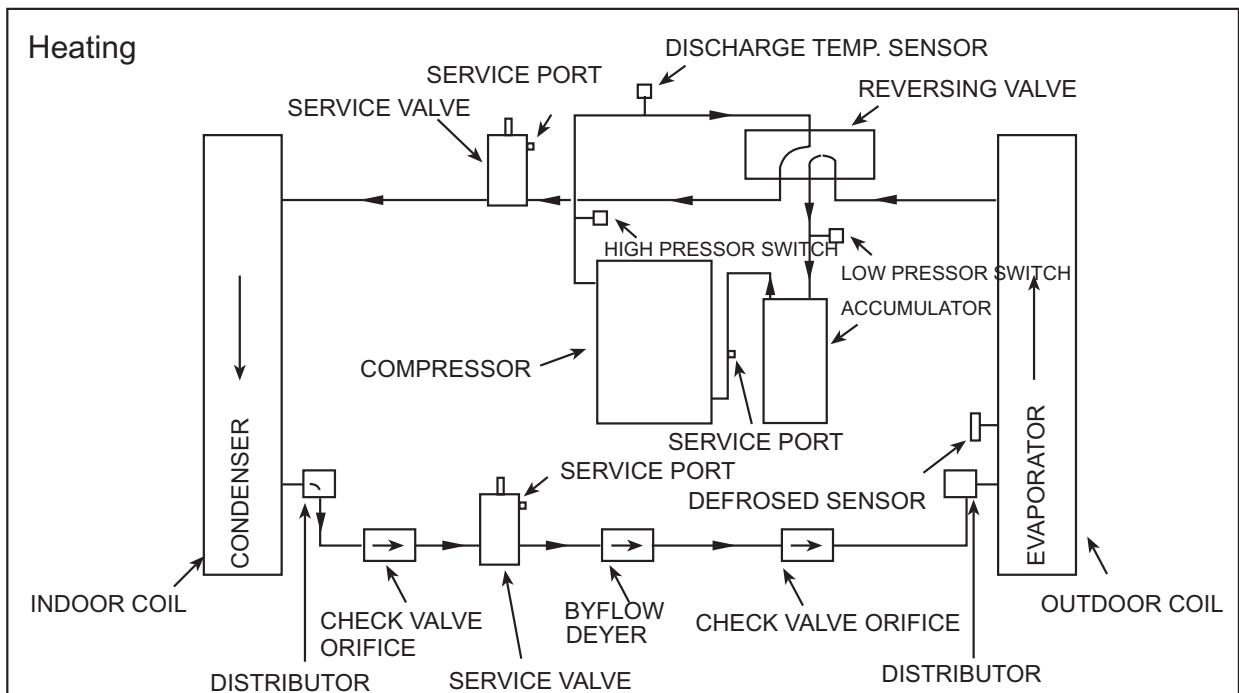 Heating
DISCHARGE TEMP. SENSOR
SERVICE PORT
REVERSING VALVE
SERVICE VALVE
HIGH PRESSOR SWITCH
LOW PRESSOR SWITCH
ACCUMULATOR
COMPRESSOR
SERVICE PORT
SERVICE PORT
DEFROSED SENSOR
CONDENSER
EVAPORATOR
INDOOR COIL
OUTDOOR COIL
CHECK VALVE
ORIFICE
BYFLOW
DEYER
CHECK VALVE ORIFICE
DISTRIBUTOR
SERVICE VALVE
DISTRIBUTOR